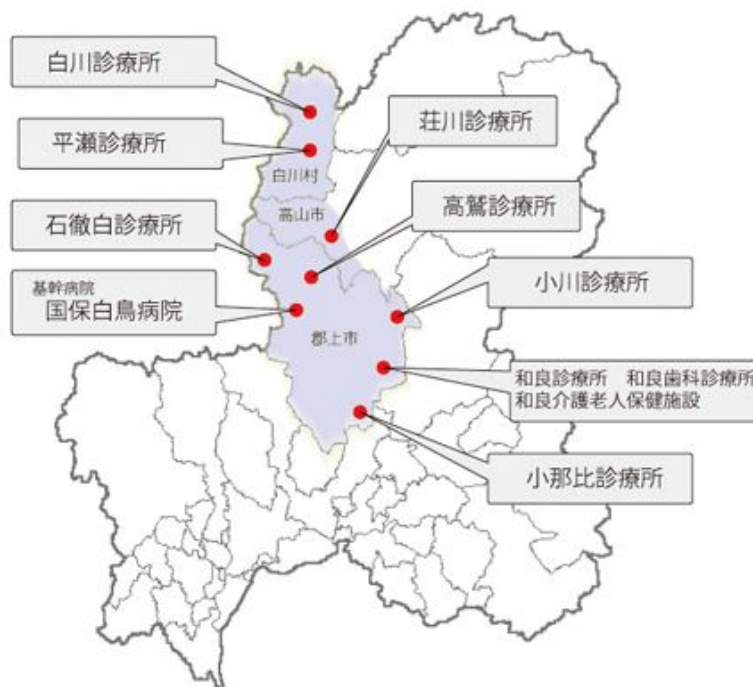 白川診療所
荘川診療所
平瀬診療所
白川村
高山市
高鷲診療所
石徹白診療所
小川診療所
基幹病院
国保白鳥病院
郡上市
和良診療所 和良歯科診療所
和良介護老人保健施設
小那比診療所